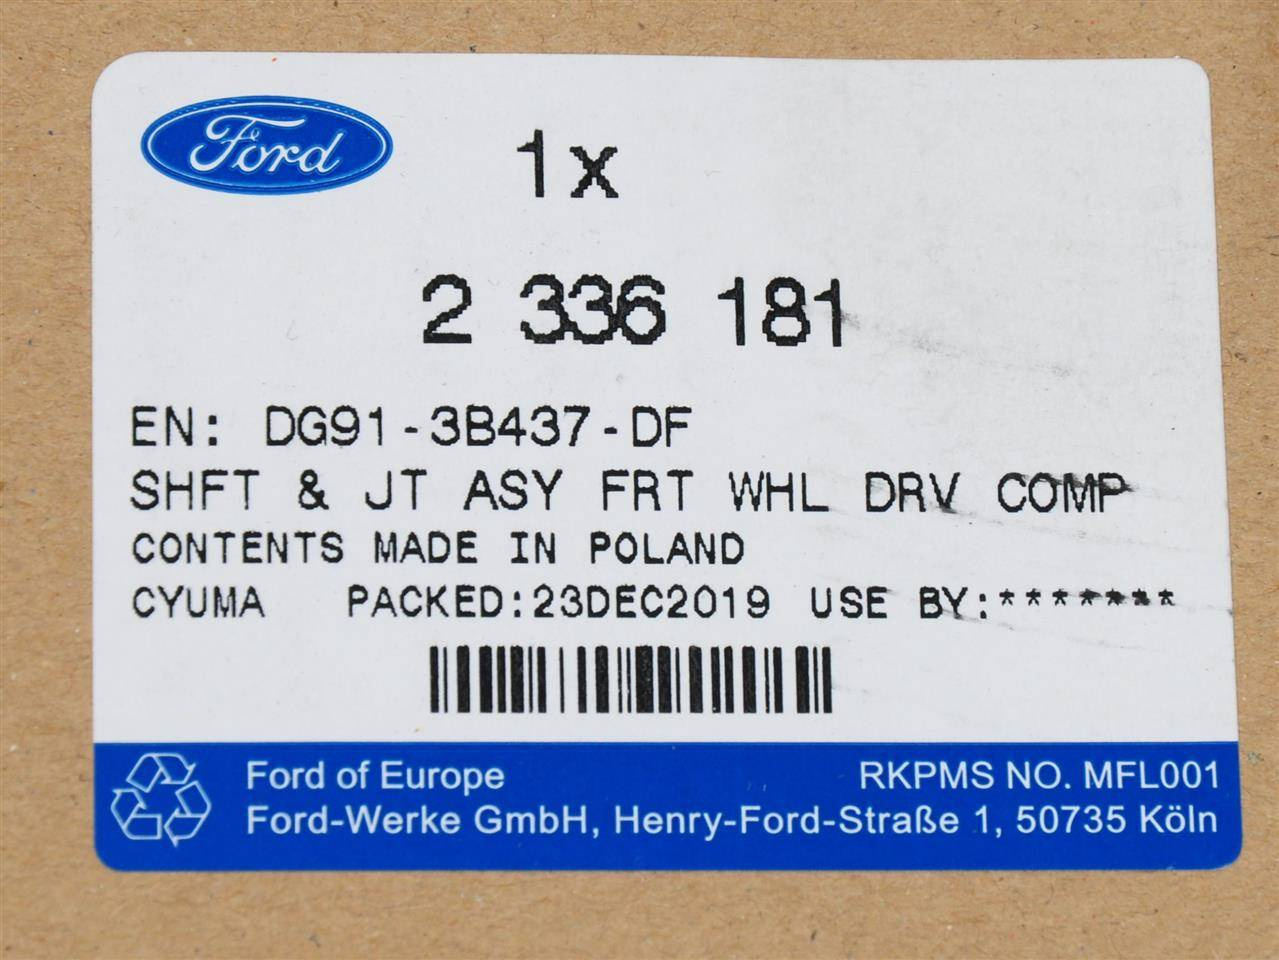 Ford
1x
2 336 181
EN: DG91-3B437-DF
SHFT & JT ASY FRT WHL DRV COMP
CONTENTS MADE IN POLAND
CYUMA PACKED:23DEC2019 USE BY:*******
Ford of Europe RKPMS NO. MFL001
Ford-Werke GmbH, Henry-Ford-Straße 1, 50735 Köln